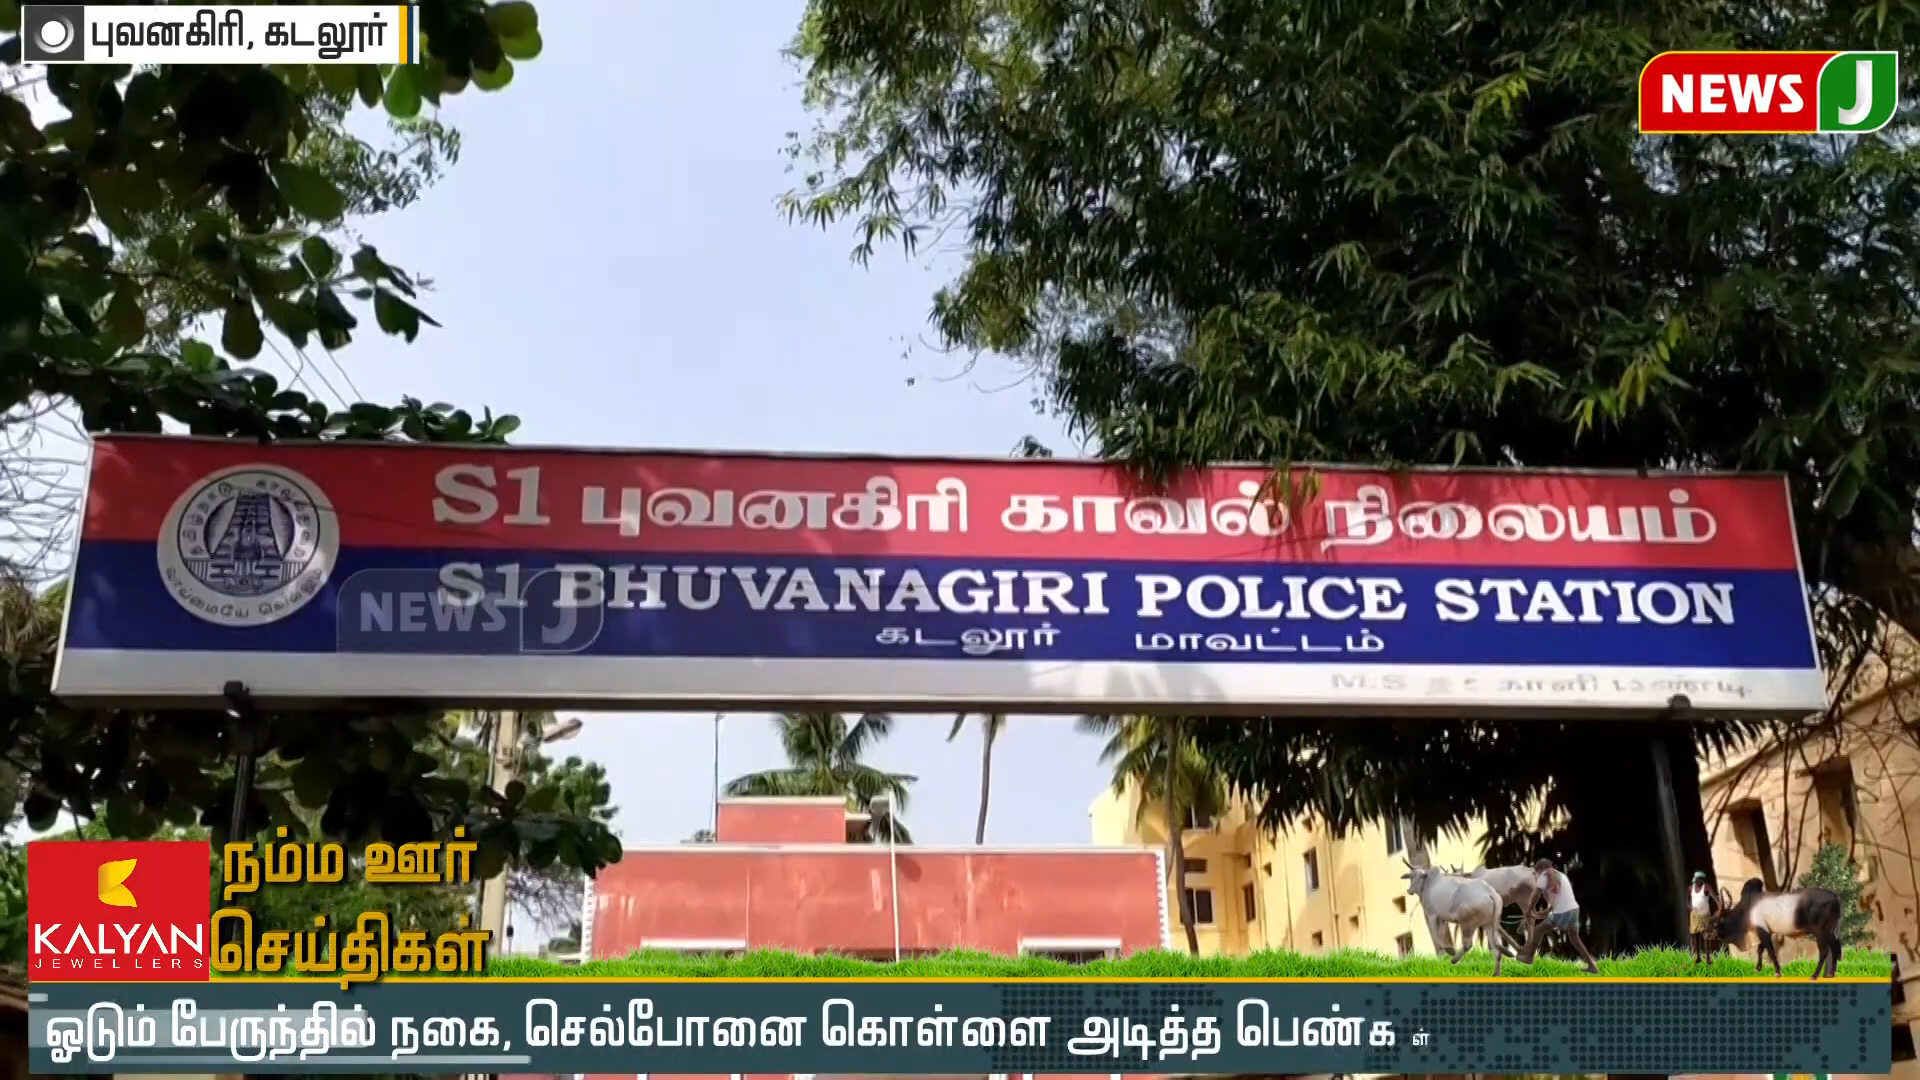 புவனகிரி, கடலூர்
NEWS J
S1 புவனகிரி காவல் நிலையம்
S1 BHUVANAGIRI POLICE STATION
NEWS J
கடலூர் மாவட்டம்
M.S
நம்ம ஊர்
செய்திகள்
KALYAN
JEWELLERS
ஓடும் பேருந்தில் நகை, செல்போனை கொள்ளை அடித்த பெண்கள்